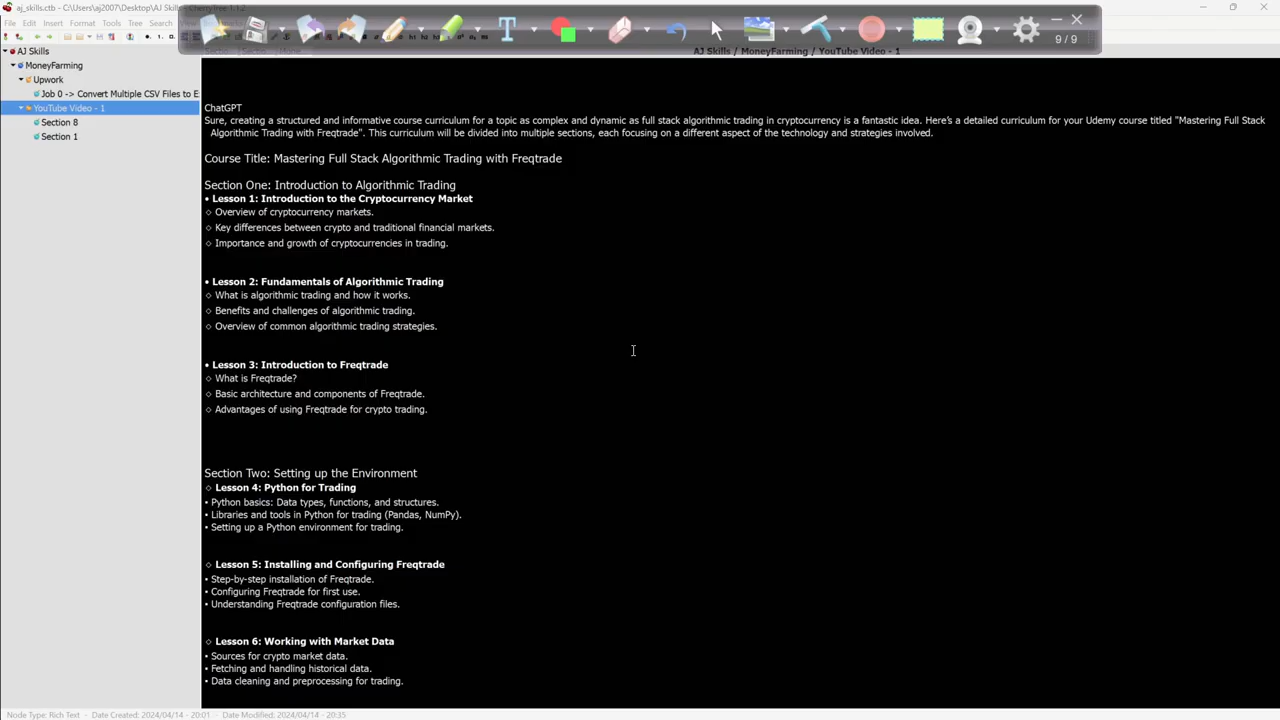 aj_skills.ctb - C:\Users\aj2007\Desktop\AJ Skills - CherryTree 1.1.2
File Edit Insert Format Tools Tree Search
9/9
AJ Skills / MoneyFarming / YouTube Video - 1
AJ Skills
MoneyFarming
Upwork
Job 0 -> Convert Multiple CSV Files to E
YouTube Video - 1
Section 8
Section 1
ChatGPT
Sure, creating a structured and informative course curriculum for a topic as complex and dynamic as full stack algorithmic trading in cryptocurrency is a fantastic idea. Here's a detailed curriculum for your Udemy course titled "Mastering Full Stack
Algorithmic Trading with Freqtrade". This curriculum will be divided into multiple sections, each focusing on a different aspect of the technology and strategies involved.
Course Title: Mastering Full Stack Algorithmic Trading with Freqtrade
Section One: Introduction to Algorithmic Trading
• Lesson 1: Introduction to the Cryptocurrency Market
◇ Overview of cryptocurrency markets.
◇ Key differences between crypto and traditional financial markets.
◇ Importance and growth of cryptocurrencies in trading.
• Lesson 2: Fundamentals of Algorithmic Trading
◇ What is algorithmic trading and how it works.
◇ Benefits and challenges of algorithmic trading.
◇ Overview of common algorithmic trading strategies.
• Lesson 3: Introduction to Freqtrade
◇ What is Freqtrade?
◇ Basic architecture and components of Freqtrade.
◇ Advantages of using Freqtrade for crypto trading.
Section Two: Setting up the Environment
◇ Lesson 4: Python for Trading
• Python basics: Data types, functions, and structures.
• Libraries and tools in Python for trading (Pandas, NumPy).
• Setting up a Python environment for trading.
◇ Lesson 5: Installing and Configuring Freqtrade
• Step-by-step installation of Freqtrade.
• Configuring Freqtrade for first use.
• Understanding Freqtrade configuration files.
◇ Lesson 6: Working with Market Data
• Sources for crypto market data.
• Fetching and handling historical data.
• Data cleaning and preprocessing for trading.
Node Type: Rich Text - Date Created: 2024/04/14 - 20:01 - Date Modified: 2024/04/14 - 20:35